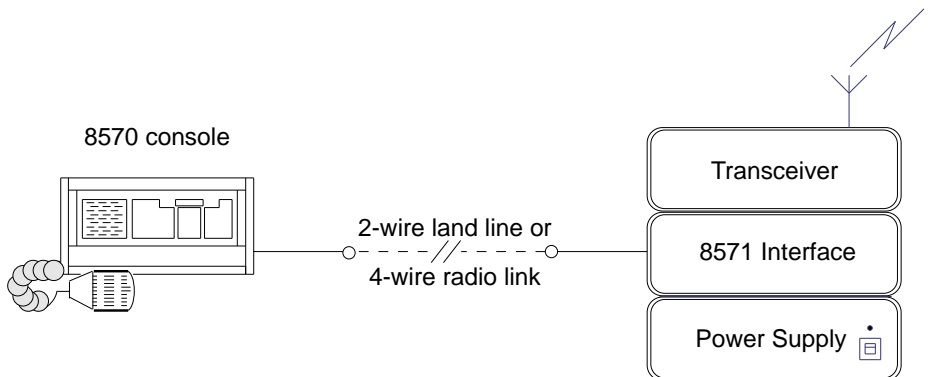 8570 console
2-wire land line or
4-wire radio link
Transceiver
8571 Interface
Power Supply